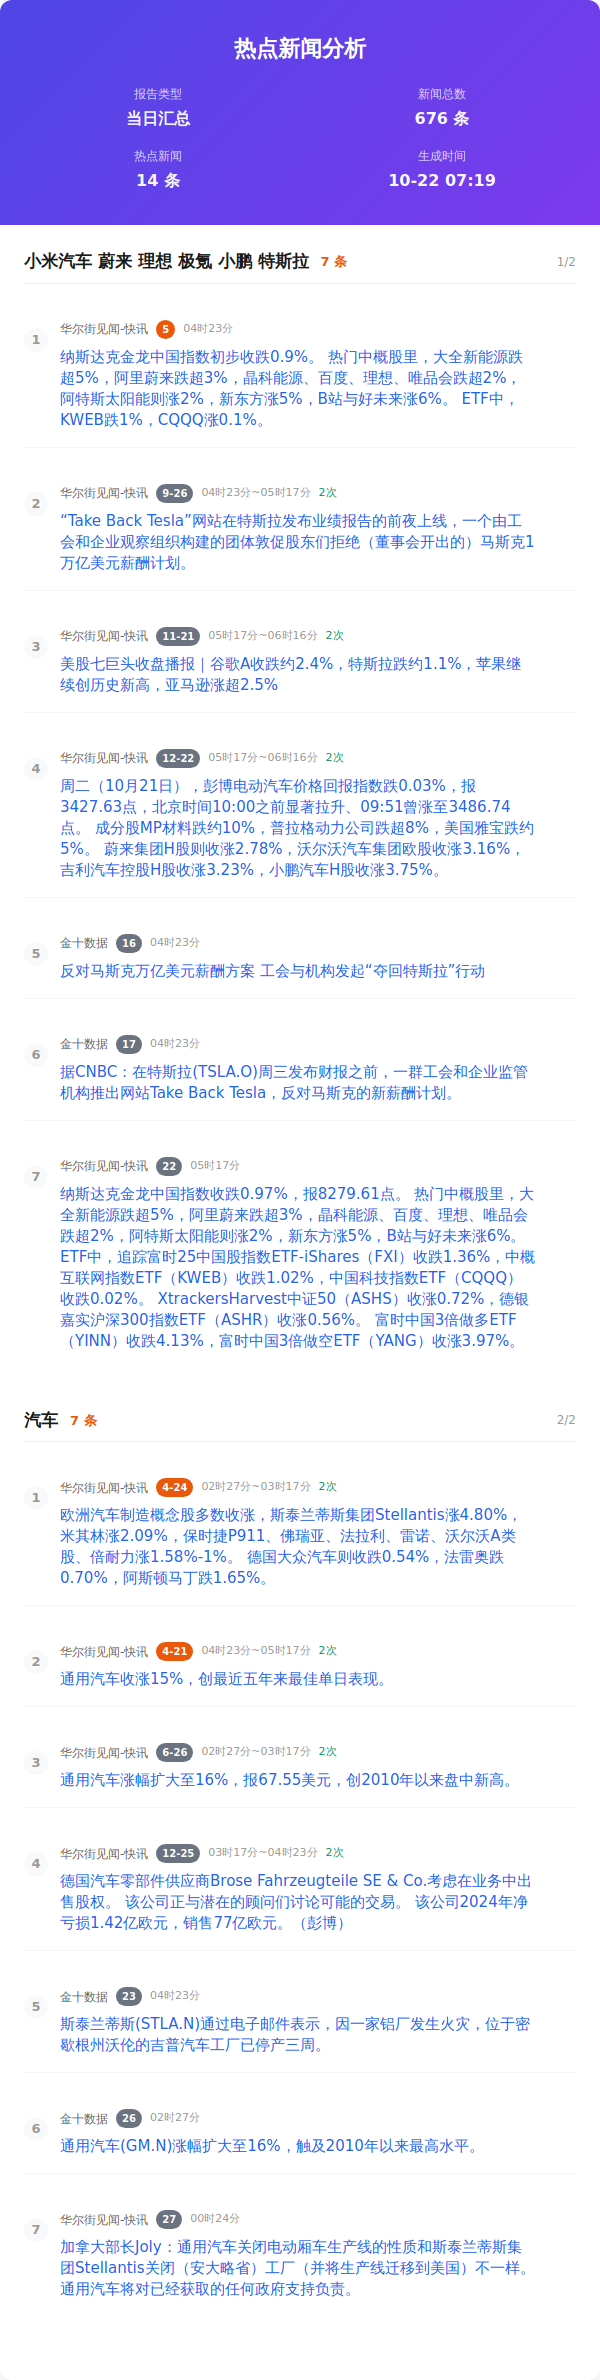 热点新闻分析
报告类型
当日汇总
新闻总数
676 条
热点新闻
14 条
生成时间
10-22 07:19
小米汽车 蔚来 理想 极氪 小鹏 特斯拉 7 条 1/2
1
华尔街见闻-快讯 5 04时23分
纳斯达克金龙中国指数初步收跌0.9%。 热门中概股里，大全新能源跌
超5%，阿里蔚来跌超3%，晶科能源、百度、理想、唯品会跌超2%，
阿特斯太阳能则涨2%，新东方涨5%，B站与好未来涨6%。 ETF中，
KWEB跌1%，CQQQ涨0.1%。
2
华尔街见闻-快讯 9-26 04时23分~05时17分 2次
“Take Back Tesla”网站在特斯拉发布业绩报告的前夜上线，一个由工
会和企业观察组织构建的团体敦促股东们拒绝（董事会开出的）马斯克1
万亿美元薪酬计划。
3
华尔街见闻-快讯 11-21 05时17分~06时16分 2次
美股七巨头收盘播报｜谷歌A收跌约2.4%，特斯拉跌约1.1%，苹果继
续创历史新高，亚马逊涨超2.5%
4
华尔街见闻-快讯 12-22 05时17分~06时16分 2次
周二（10月21日），彭博电动汽车价格回报指数跌0.03%，报
3427.63点，北京时间10:00之前显著拉升、09:51曾涨至3486.74
点。 成分股MP材料跌约10%，普拉格动力公司跌超8%，美国雅宝跌约
5%。 蔚来集团H股则收涨2.78%，沃尔沃汽车集团欧股收涨3.16%，
吉利汽车控股H股收涨3.23%，小鹏汽车H股收涨3.75%。
5
金十数据 16 04时23分
反对马斯克万亿美元薪酬方案 工会与机构发起“夺回特斯拉”行动
6
金十数据 17 04时23分
据CNBC：在特斯拉(TSLA.O)周三发布财报之前，一群工会和企业监管
机构推出网站Take Back Tesla，反对马斯克的新薪酬计划。
7
华尔街见闻-快讯 22 05时17分
纳斯达克金龙中国指数收跌0.97%，报8279.61点。 热门中概股里，大
全新能源跌超5%，阿里蔚来跌超3%，晶科能源、百度、理想、唯品会
跌超2%，阿特斯太阳能则涨2%，新东方涨5%，B站与好未来涨6%。
ETF中，追踪富时25中国股指数ETF-iShares（FXI）收跌1.36%，中概
互联网指数ETF（KWEB）收跌1.02%，中国科技指数ETF（CQQQ）
收跌0.02%。 XtrackersHarvest中证50（ASHS）收涨0.72%，德银
嘉实沪深300指数ETF（ASHR）收涨0.56%。 富时中国3倍做多ETF
（YINN）收跌4.13%，富时中国3倍做空ETF（YANG）收涨3.97%。
汽车 7 条 2/2
1
华尔街见闻-快讯 4-24 02时27分~03时17分 2次
欧洲汽车制造概念股多数收涨，斯泰兰蒂斯集团Stellantis涨4.80%，
米其林涨2.09%，保时捷P911、佛瑞亚、法拉利、雷诺、沃尔沃A类
股、倍耐力涨1.58%-1%。 德国大众汽车则收跌0.54%，法雷奥跌
0.70%，阿斯顿马丁跌1.65%。
2
华尔街见闻-快讯 4-21 04时23分~05时17分 2次
通用汽车收涨15%，创最近五年来最佳单日表现。
3
华尔街见闻-快讯 6-26 02时27分~03时17分 2次
通用汽车涨幅扩大至16%，报67.55美元，创2010年以来盘中新高。
4
华尔街见闻-快讯 12-25 03时17分~04时23分 2次
德国汽车零部件供应商Brose Fahrzeugteile SE & Co.考虑在业务中出
售股权。 该公司正与潜在的顾问们讨论可能的交易。 该公司2024年净
亏损1.42亿欧元，销售77亿欧元。（彭博）
5
金十数据 23 04时23分
斯泰兰蒂斯(STLA.N)通过电子邮件表示，因一家铝厂发生火灾，位于密
歇根州沃伦的吉普汽车工厂已停产三周。
6
金十数据 26 02时27分
通用汽车(GM.N)涨幅扩大至16%，触及2010年以来最高水平。
7
华尔街见闻-快讯 27 00时24分
加拿大部长Joly：通用汽车关闭电动厢车生产线的性质和斯泰兰蒂斯集
团Stellantis关闭（安大略省）工厂（并将生产线迁移到美国）不一样。
通用汽车将对已经获取的任何政府支持负责。